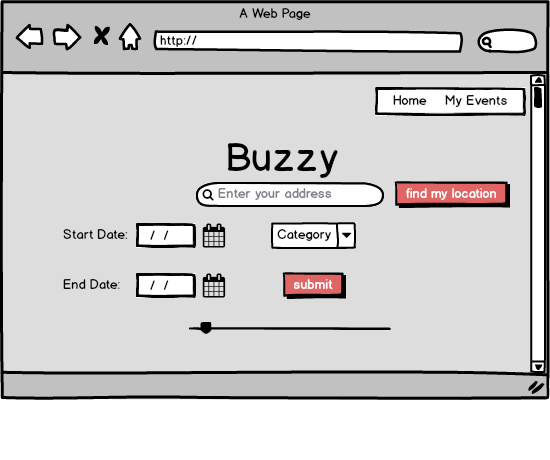 A Web Page
http://
Home My Events
Buzzy
Enter your address
find my location
Start Date: / /
Category
End Date: / /
submit